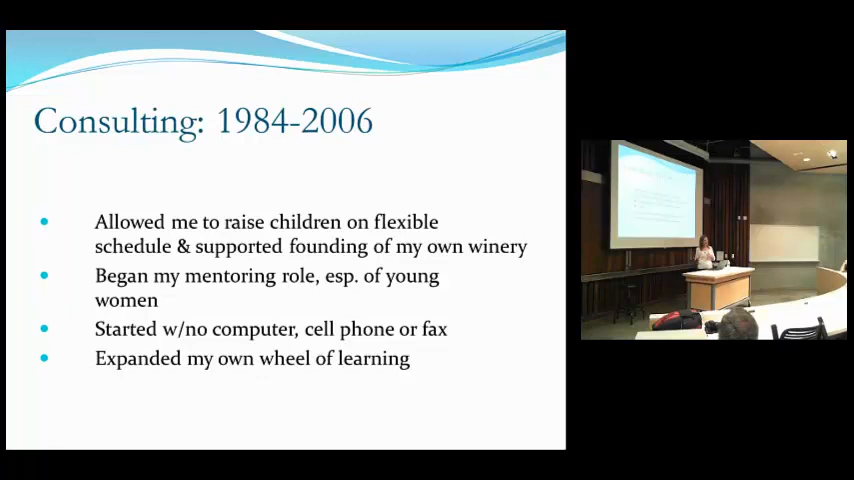 Consulting: 1984-2006
Allowed me to raise children on flexible
schedule & supported founding of my own winery
Began my mentoring role, esp. of young
women
Started w/no computer, cell phone or fax
Expanded my own wheel of learning